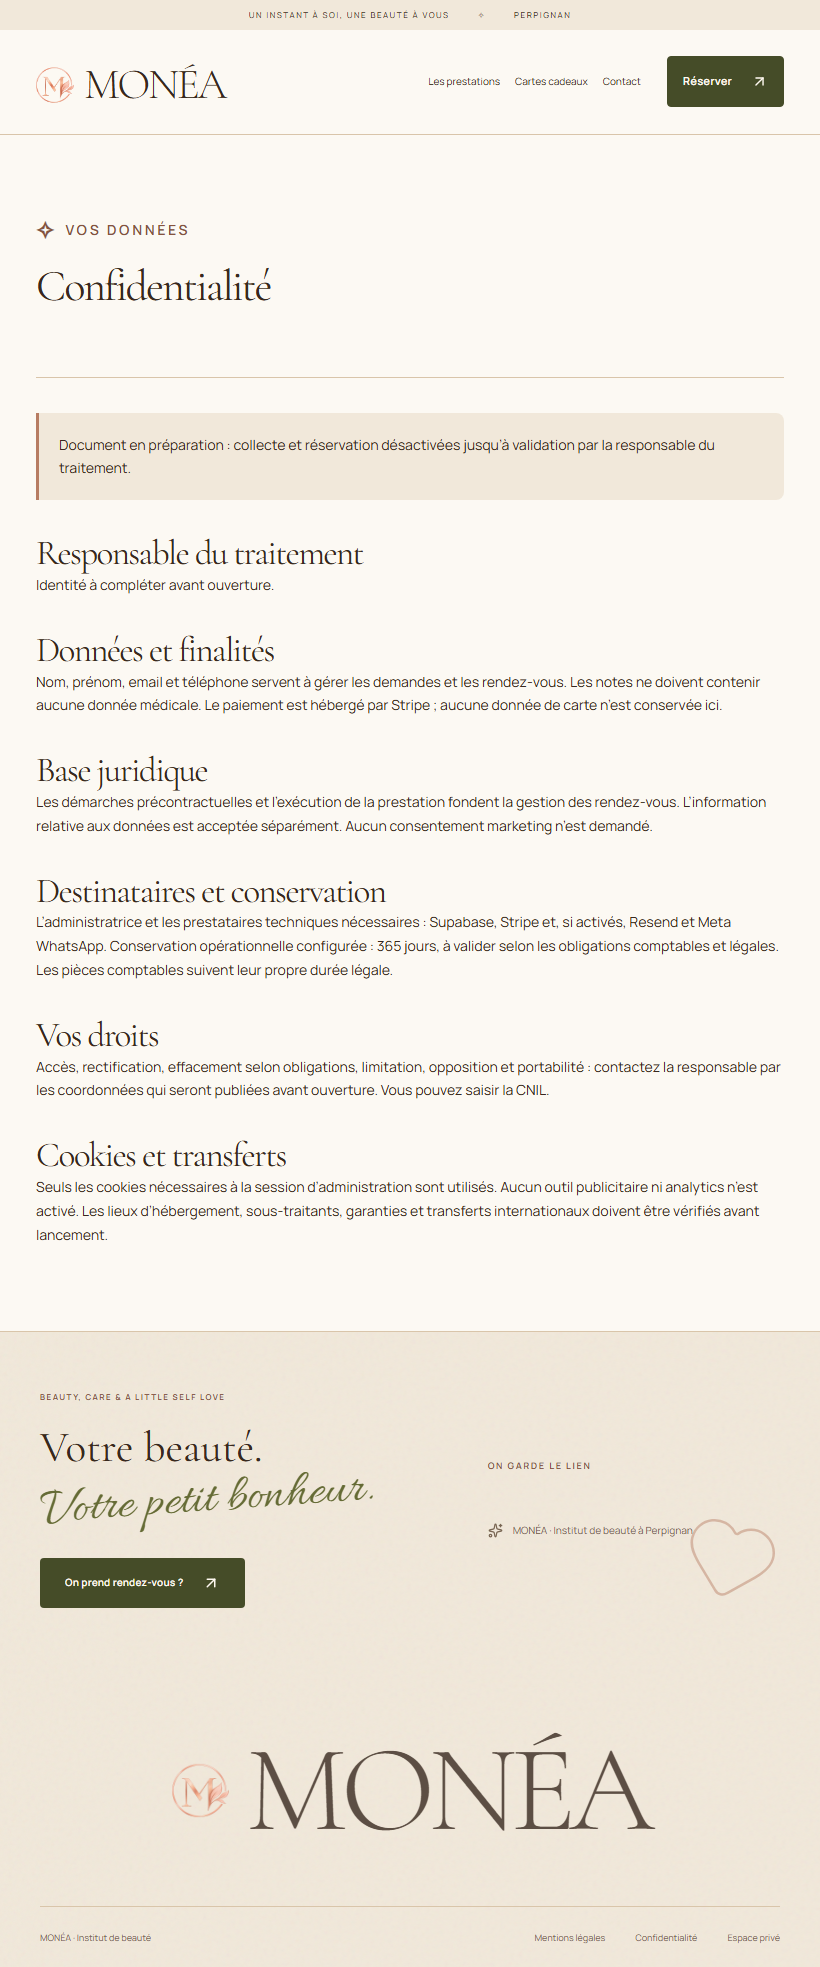 UN INSTANT À SOI, UNE BEAUTÉ À VOUS ✧ PERPIGNAN
M MONÉA
Les prestations Cartes cadeaux Contact Réserver
VOS DONNÉES
Confidentialité
Document en préparation : collecte et réservation désactivées jusqu'à validation par la responsable du
traitement.
Responsable du traitement
Identité à compléter avant ouverture.
Données et finalités
Nom, prénom, email et téléphone servent à gérer les demandes et les rendez-vous. Les notes ne doivent contenir
aucune donnée médicale. Le paiement est hébergé par Stripe ; aucune donnée de carte n'est conservée ici.
Base juridique
Les démarches précontractuelles et l'exécution de la prestation fondent la gestion des rendez-vous. L'information
relative aux données est acceptée séparément. Aucun consentement marketing n'est demandé.
Destinataires et conservation
L'administratrice et les prestataires techniques nécessaires : Supabase, Stripe et, si activés, Resend et Meta
WhatsApp. Conservation opérationnelle configurée : 365 jours, à valider selon les obligations comptables et légales.
Les pièces comptables suivent leur propre durée légale.
Vos droits
Accès, rectification, effacement selon obligations, limitation, opposition et portabilité : contactez la responsable par
les coordonnées qui seront publiées avant ouverture. Vous pouvez saisir la CNIL.
Cookies et transferts
Seuls les cookies nécessaires à la session d'administration sont utilisés. Aucun outil publicitaire ni analytics n'est
activé. Les lieux d'hébergement, sous-traitants, garanties et transferts internationaux doivent être vérifiés avant
lancement.
BEAUTY, CARE & A LITTLE SELF LOVE
Votre beauté.
Votre petit bonheur.
On prend rendez-vous ?
ON GARDE LE LIEN
MONÉA · Institut de beauté à Perpignan
M MONÉA
MONÉA · Institut de beauté
Mentions légales Confidentialité Espace privé